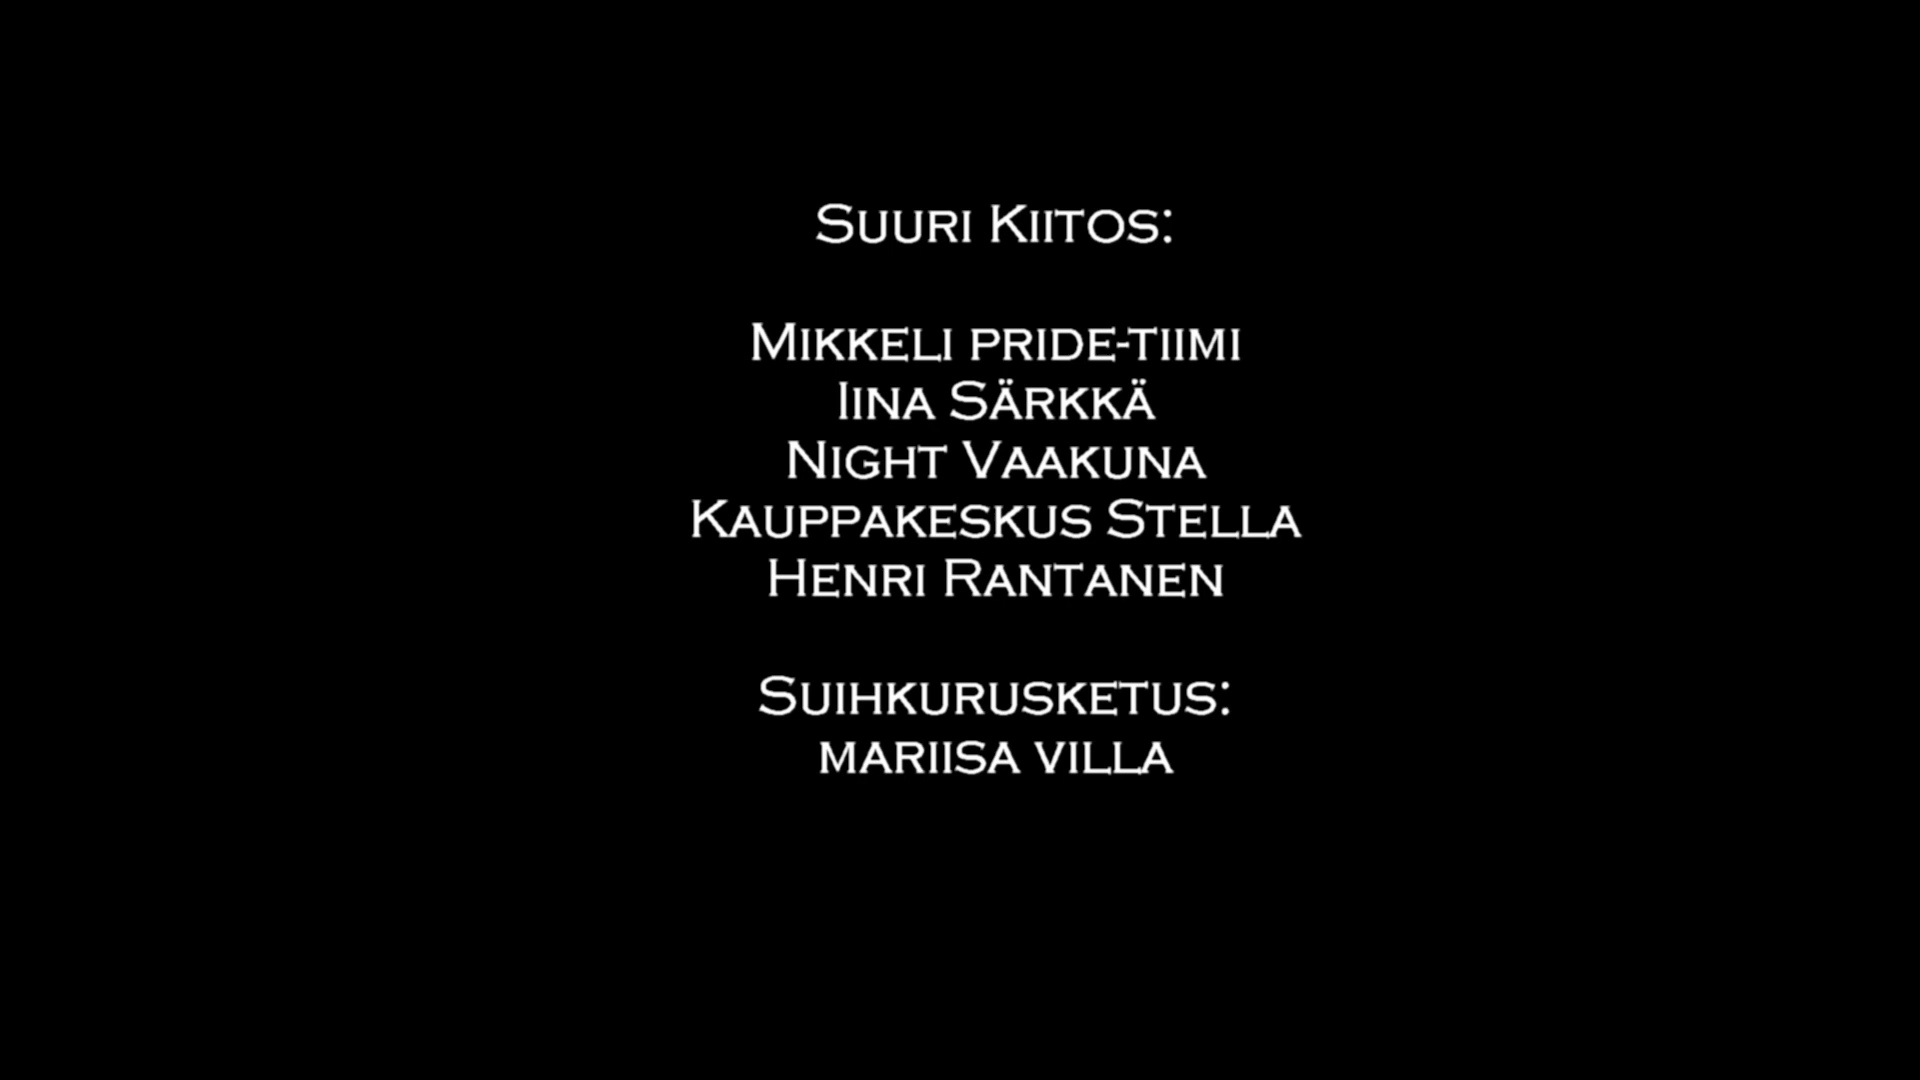 Suuri Kiitos:
Mikkeli pride-tiimi
Iina Särkkä
Night Vaakuna
Kauppakeskus Stella
Henri Rantanen
Suihkurusketus:
mariisa villa